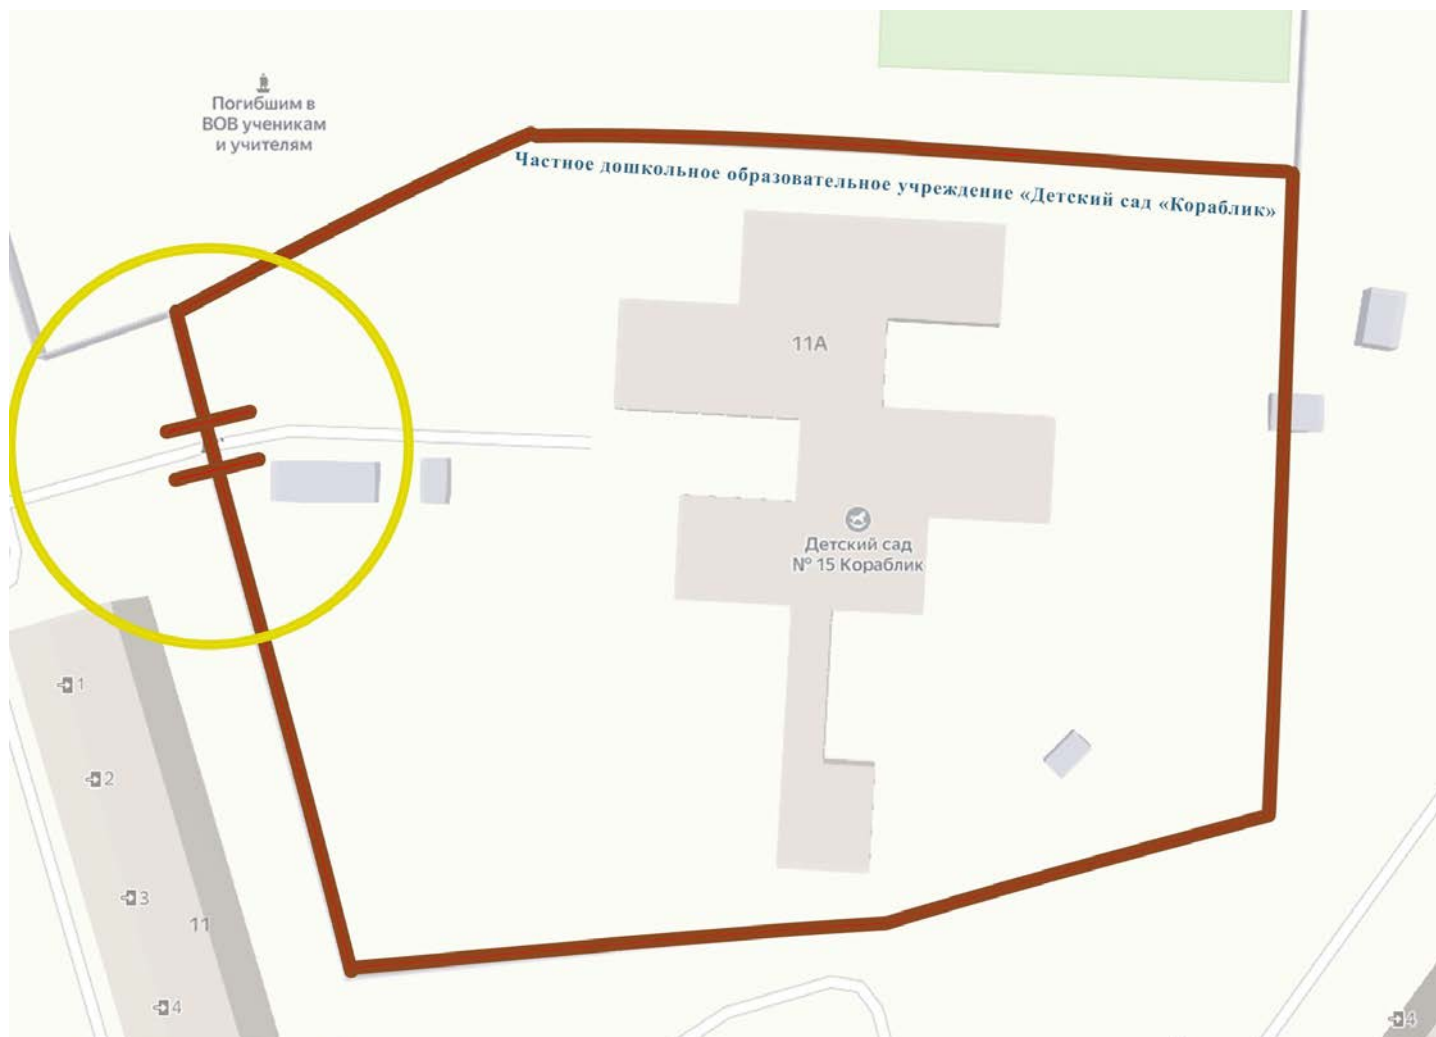 Погибшим в
ВОВ ученикам
и учителям
Частное дошкольное образовательное учреждение «Детский сад «Кораблик»
11А
Детский сад
№ 15 Кораблик
1
2
3
11
4
4